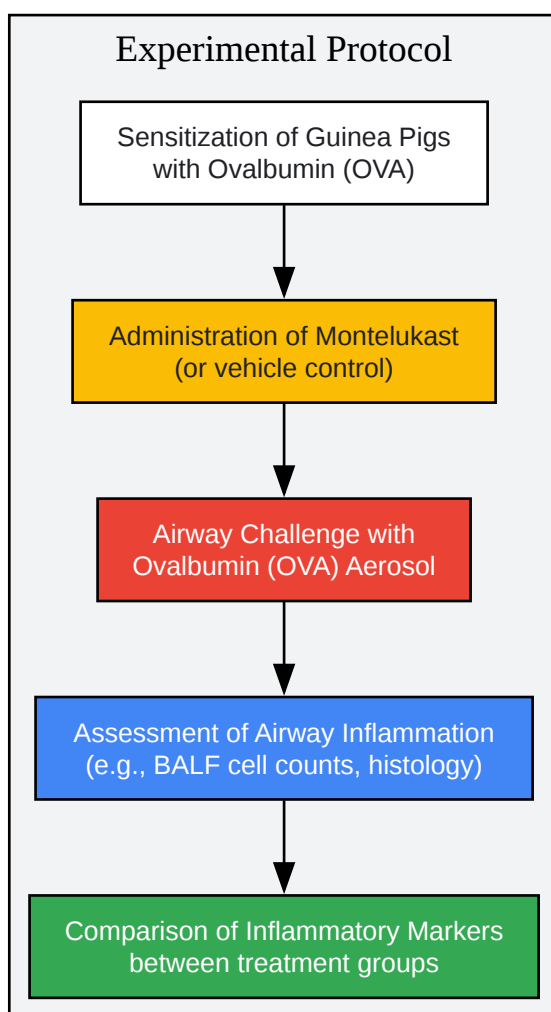 Experimental Protocol
Sensitization of Guinea Pigs
with Ovalbumin (OVA)
Administration of Montelukast
(or vehicle control)
Airway Challenge with
Ovalbumin (OVA) Aerosol
Assessment of Airway Inflammation
(e.g., BALF cell counts, histology)
Comparison of Inflammatory Markers
between treatment groups